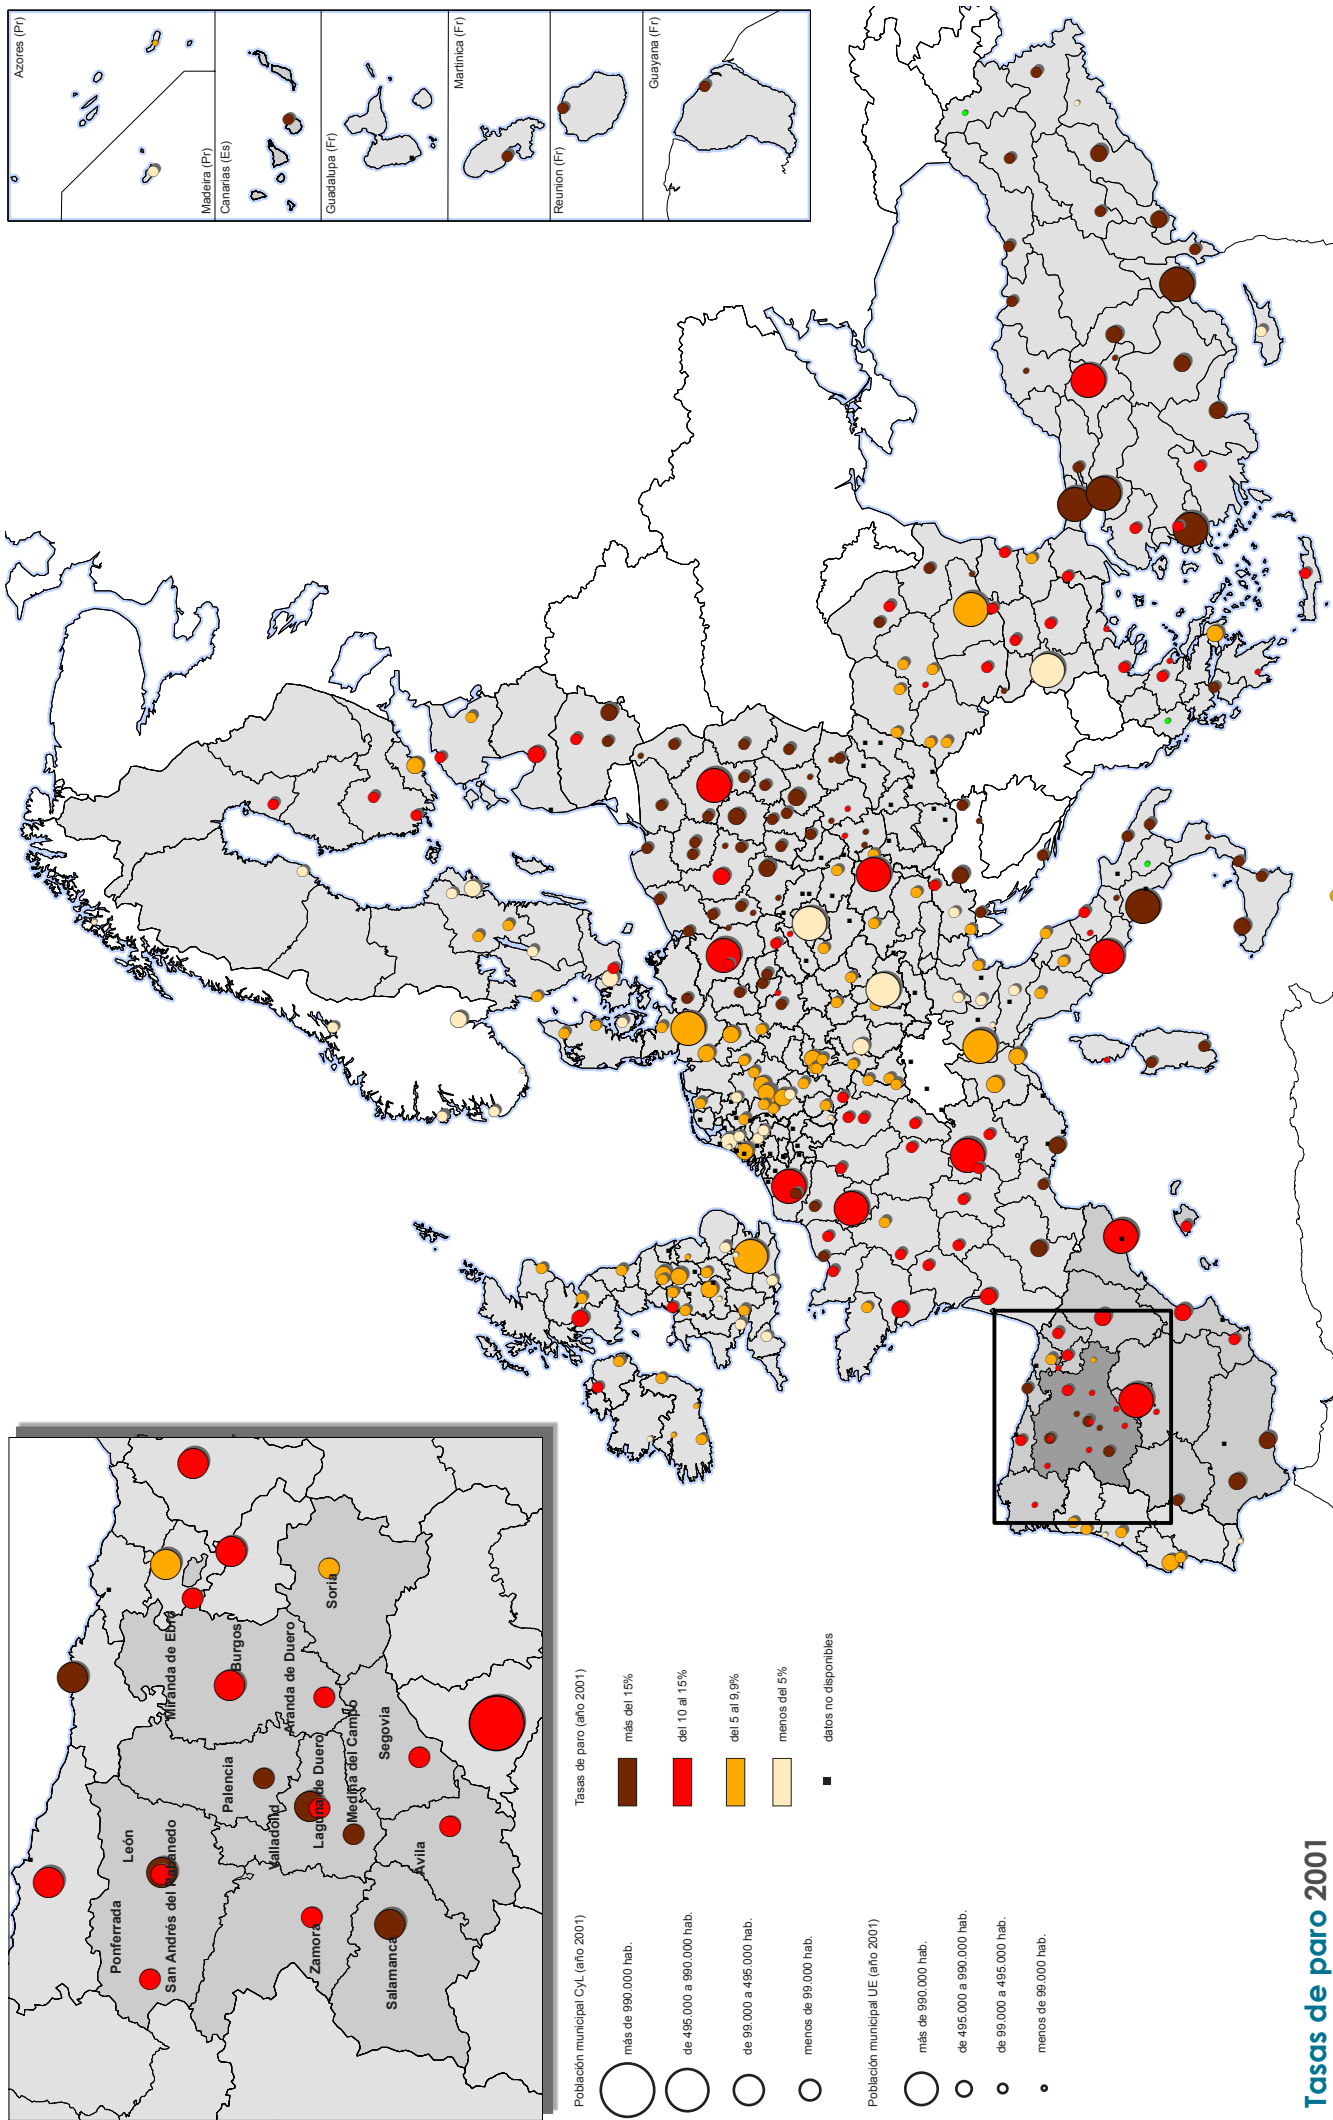 Azores (Pr)
Madeira (Pr)
Canarias (Es)
Guadalupa (Fr)
Martinica (Fr)
Reunion (Fr)
Guayana (Fr)
Ponferrada
León
San Andrés del Rabanedo
Palencia
Miranda de Ebro
Burgos
Aranda de Duero
Soria
Valladolid
Laguna de Duero
Medina del Campo
Segovia
Ávila
Zamora
Salamanca
Tasas de paro (año 2001)
más del 15%
del 10 al 15%
del 5 al 9,9%
menos del 5%
datos no disponibles
Población municipal CyL (año 2001)
más de 990.000 hab.
de 495.000 a 990.000 hab.
de 99.000 a 495.000 hab.
menos de 99.000 hab.
Población municipal UE (año 2001)
más de 990.000 hab.
de 495.000 a 990.000 hab.
de 99.000 a 495.000 hab.
menos de 99.000 hab.
Tasas de paro 2001